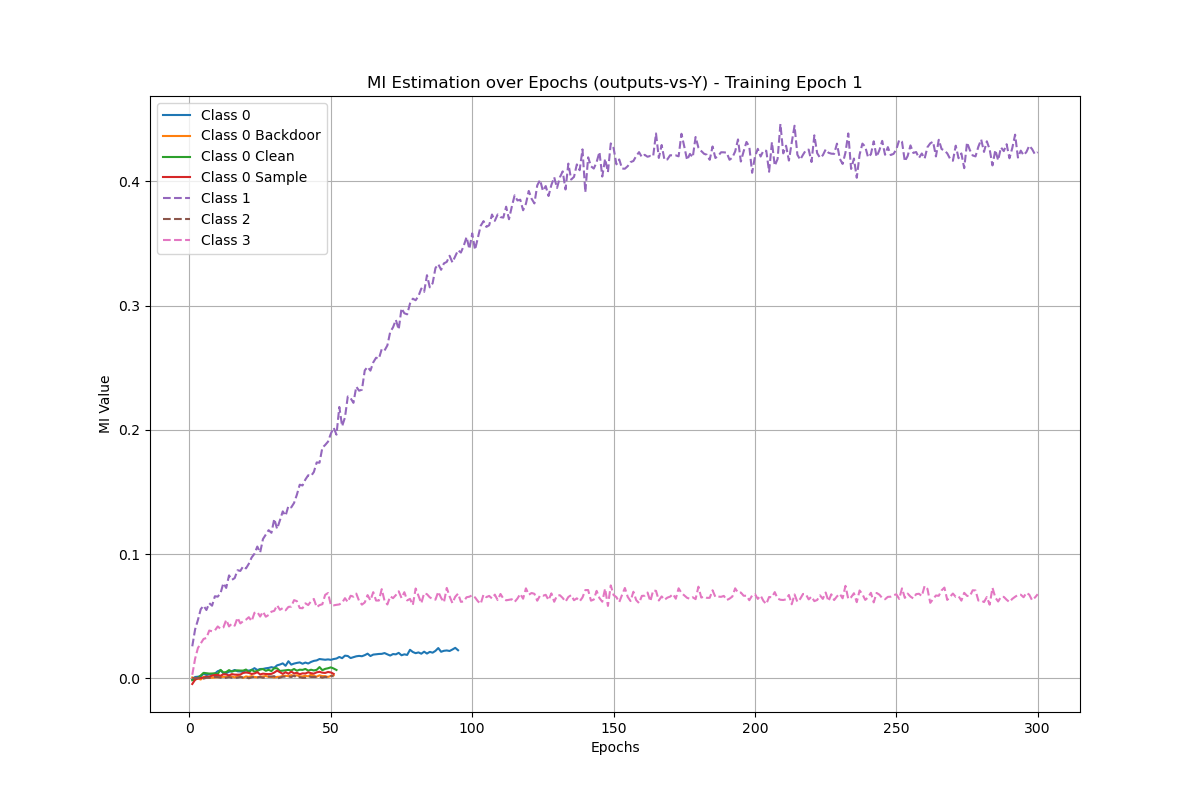 MI Estimation over Epochs (outputs-vs-Y) - Training Epoch 1
Class 0
Class 0 Backdoor
Class 0 Clean
Class 0 Sample
Class 1
Class 2
Class 3
MI Value
0.4
0.3
0.2
0.1
0.0
0 50 100 150 200 250 300
Epochs